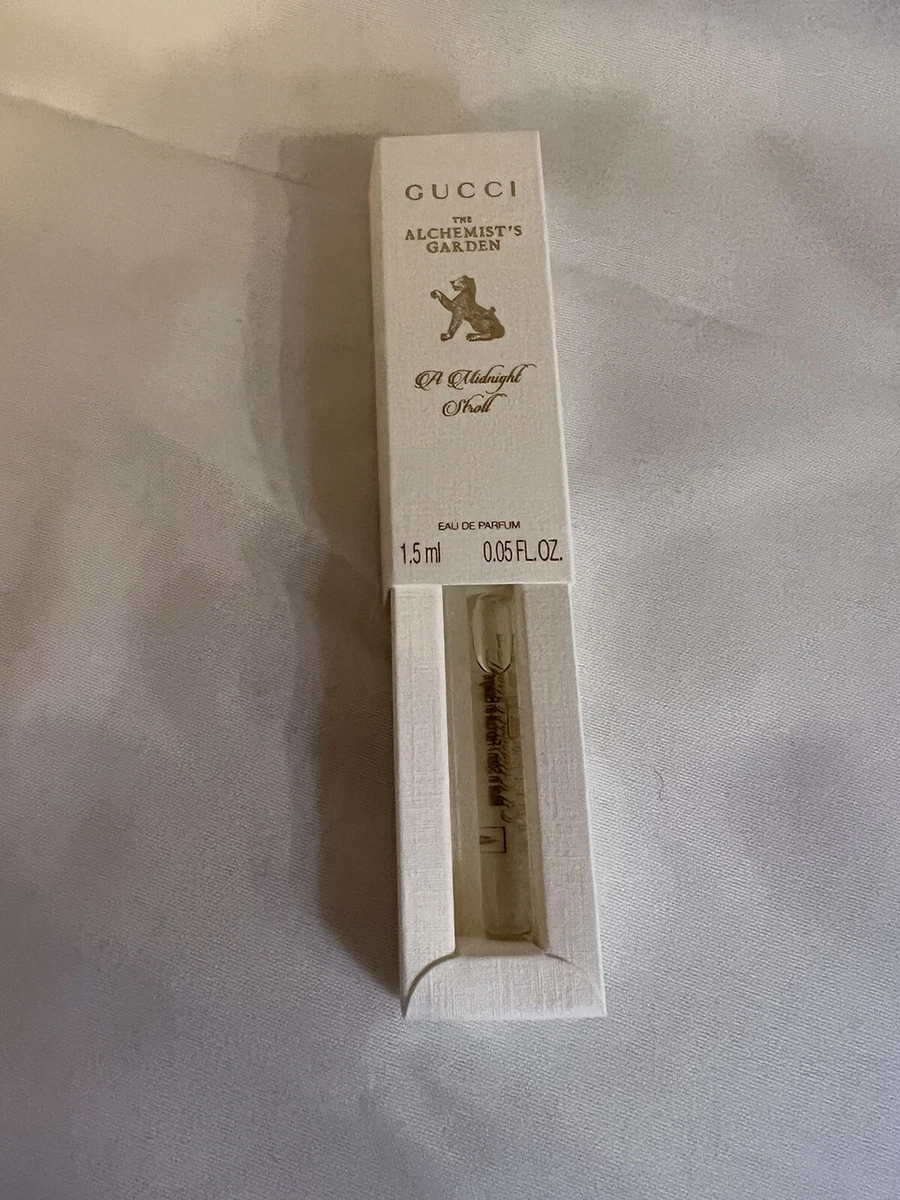 GUCCI
THE
ALCHEMIST'S
GARDEN
A Midnight
Stroll
EAU DE PARFUM
1.5 ml 0.05 FL.OZ.